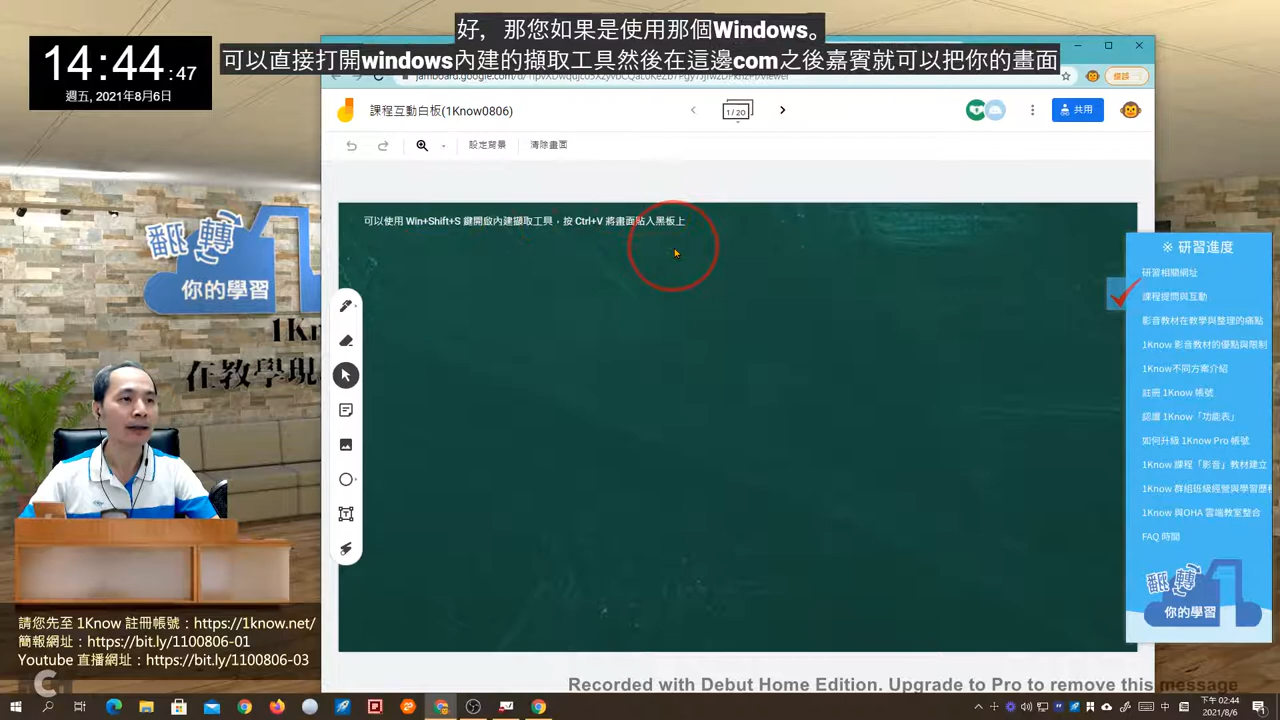 好，那您如果是使用那個Windows。
可以直接打開windows內建的擷取工具然後在這邊com之後嘉賓就可以把你的畫面
14:44:47
週五, 2021年8月6日
課程互動白板(1Know0806)
1 / 20
共用
設定背景
清除畫面
可以使用 Win+Shift+S 鍵開啟內建擷取工具，按 Ctrl+V 將畫面貼入黑板上
翻轉
你的學習
1Kn
在教學現
※ 研習進度
研習相關網址
課程提問與互動
影音教材在教學與整理的痛點
1Know 影音教材的優點與限制
1Know不同方案介紹
註冊 1Know 帳號
認識 1Know「功能表」
如何升級 1Know Pro 帳號
1Know 課程「影音」教材建立
1Know 群組班級經營與學習歷程
1Know 與OHA 雲端教室整合
FAQ 時間
翻轉
你的學習
請您先至 1Know 註冊帳號：https://1know.net/
簡報網址：https://bit.ly/1100806-01
Youtube 直播網址：https://bit.ly/1100806-03
Recorded with Debut Home Edition. Upgrade to Pro to remove this message
下午 02:44
2021/8/6